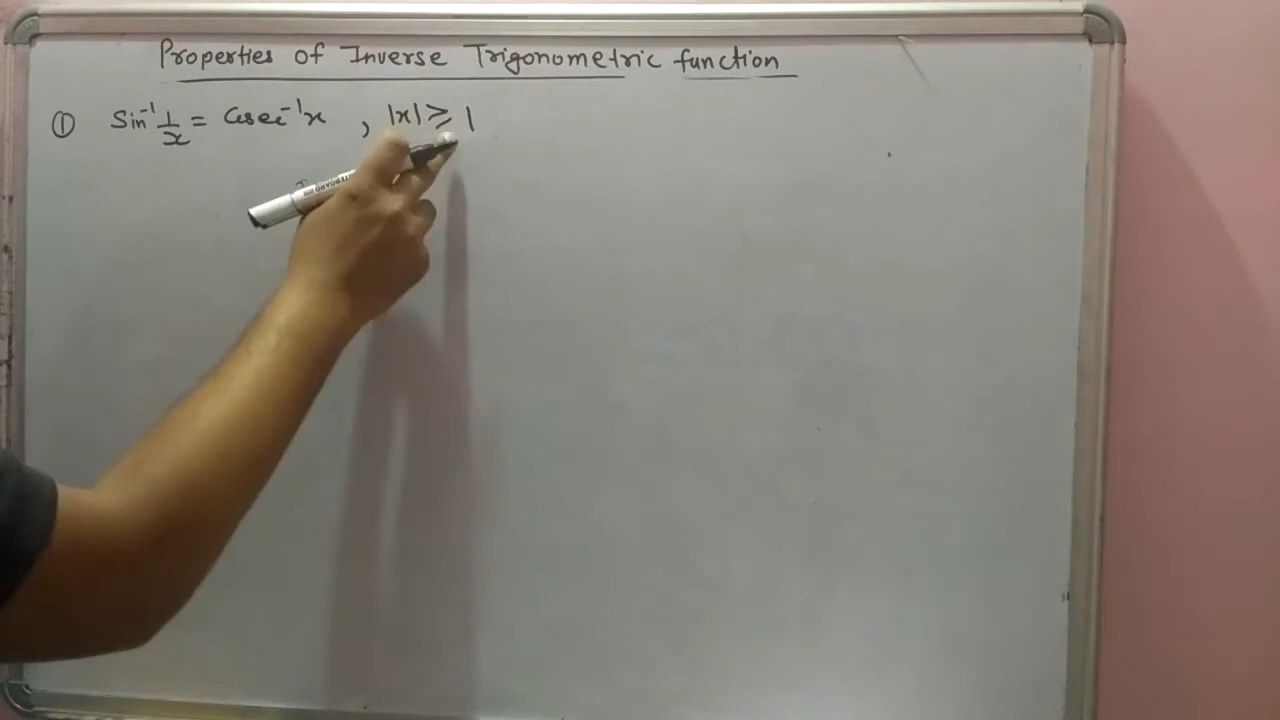 Properties of Inverse Trigonometric function
① Sin⁻¹ 1/x = Cosec⁻¹x , |x| ≥ 1